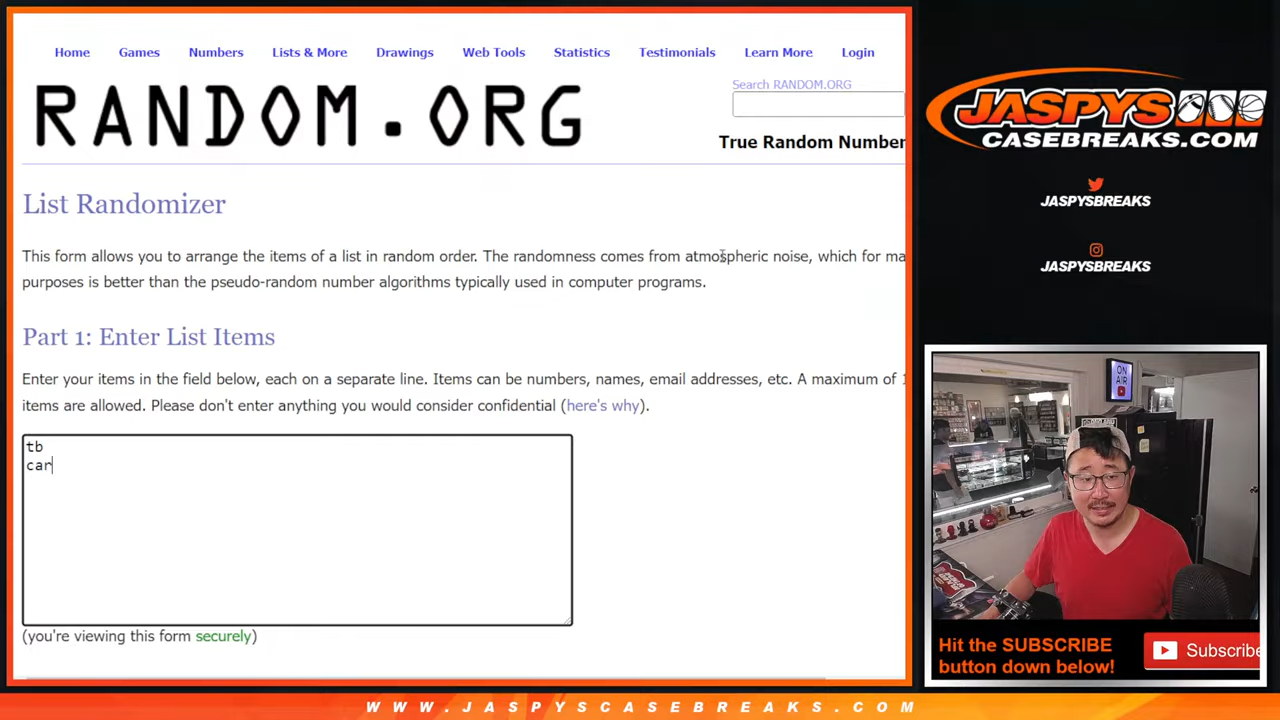 Home Games Numbers Lists & More Drawings Web Tools Statistics Testimonials Learn More Login
Search RANDOM.ORG
RANDOM.ORG
True Random Number
List Randomizer
This form allows you to arrange the items of a list in random order. The randomness comes from atmospheric noise, which for ma
purposes is better than the pseudo-random number algorithms typically used in computer programs.
Part 1: Enter List Items
Enter your items in the field below, each on a separate line. Items can be numbers, names, email addresses, etc. A maximum of 1
items are allowed. Please don't enter anything you would consider confidential (here's why).
tb
car
(you're viewing this form securely)
JASPYS
CASEBREAKS.COM
JASPYSBREAKS
JASPYSBREAKS
ON
AIR
Hit the SUBSCRIBE
button down below!
Subscribe
WWW.JASPYSCASEBREAKS.COM